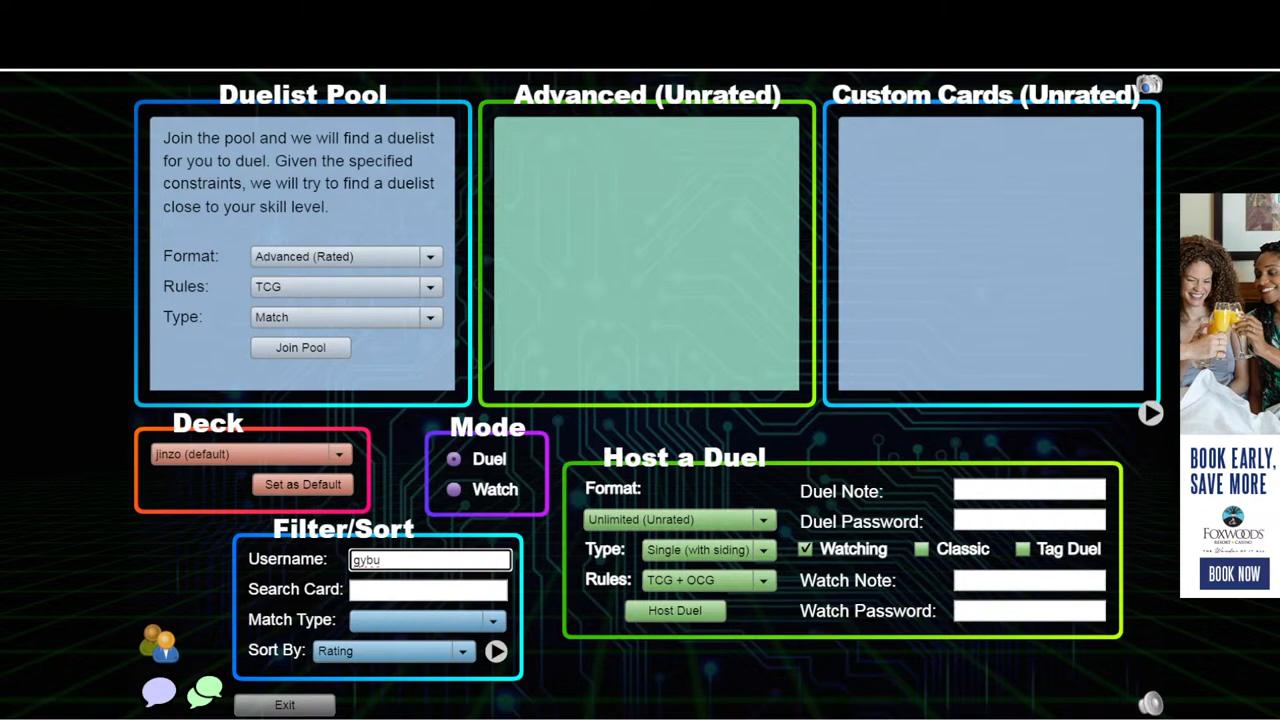 Duelist Pool
Join the pool and we will find a duelist
for you to duel. Given the specified
constraints, we will try to find a duelist
close to your skill level.
Format: Advanced (Rated)
Rules: TCG
Type: Match
Join Pool
Advanced (Unrated)
Custom Cards (Unrated)
Deck
jinzo (default)
Set as Default
Mode
Duel
Watch
Filter/Sort
Username: gybu
Search Card:
Match Type:
Sort By: Rating
Exit
Host a Duel
Format:
Unlimited (Unrated)
Type: Single (with siding)
Rules: TCG + OCG
Host Duel
Duel Note:
Duel Password:
Watching Classic Tag Duel
Watch Note:
Watch Password:
BOOK EARLY,
SAVE MORE
FOXWOODS
RESORT CASINO
BOOK NOW